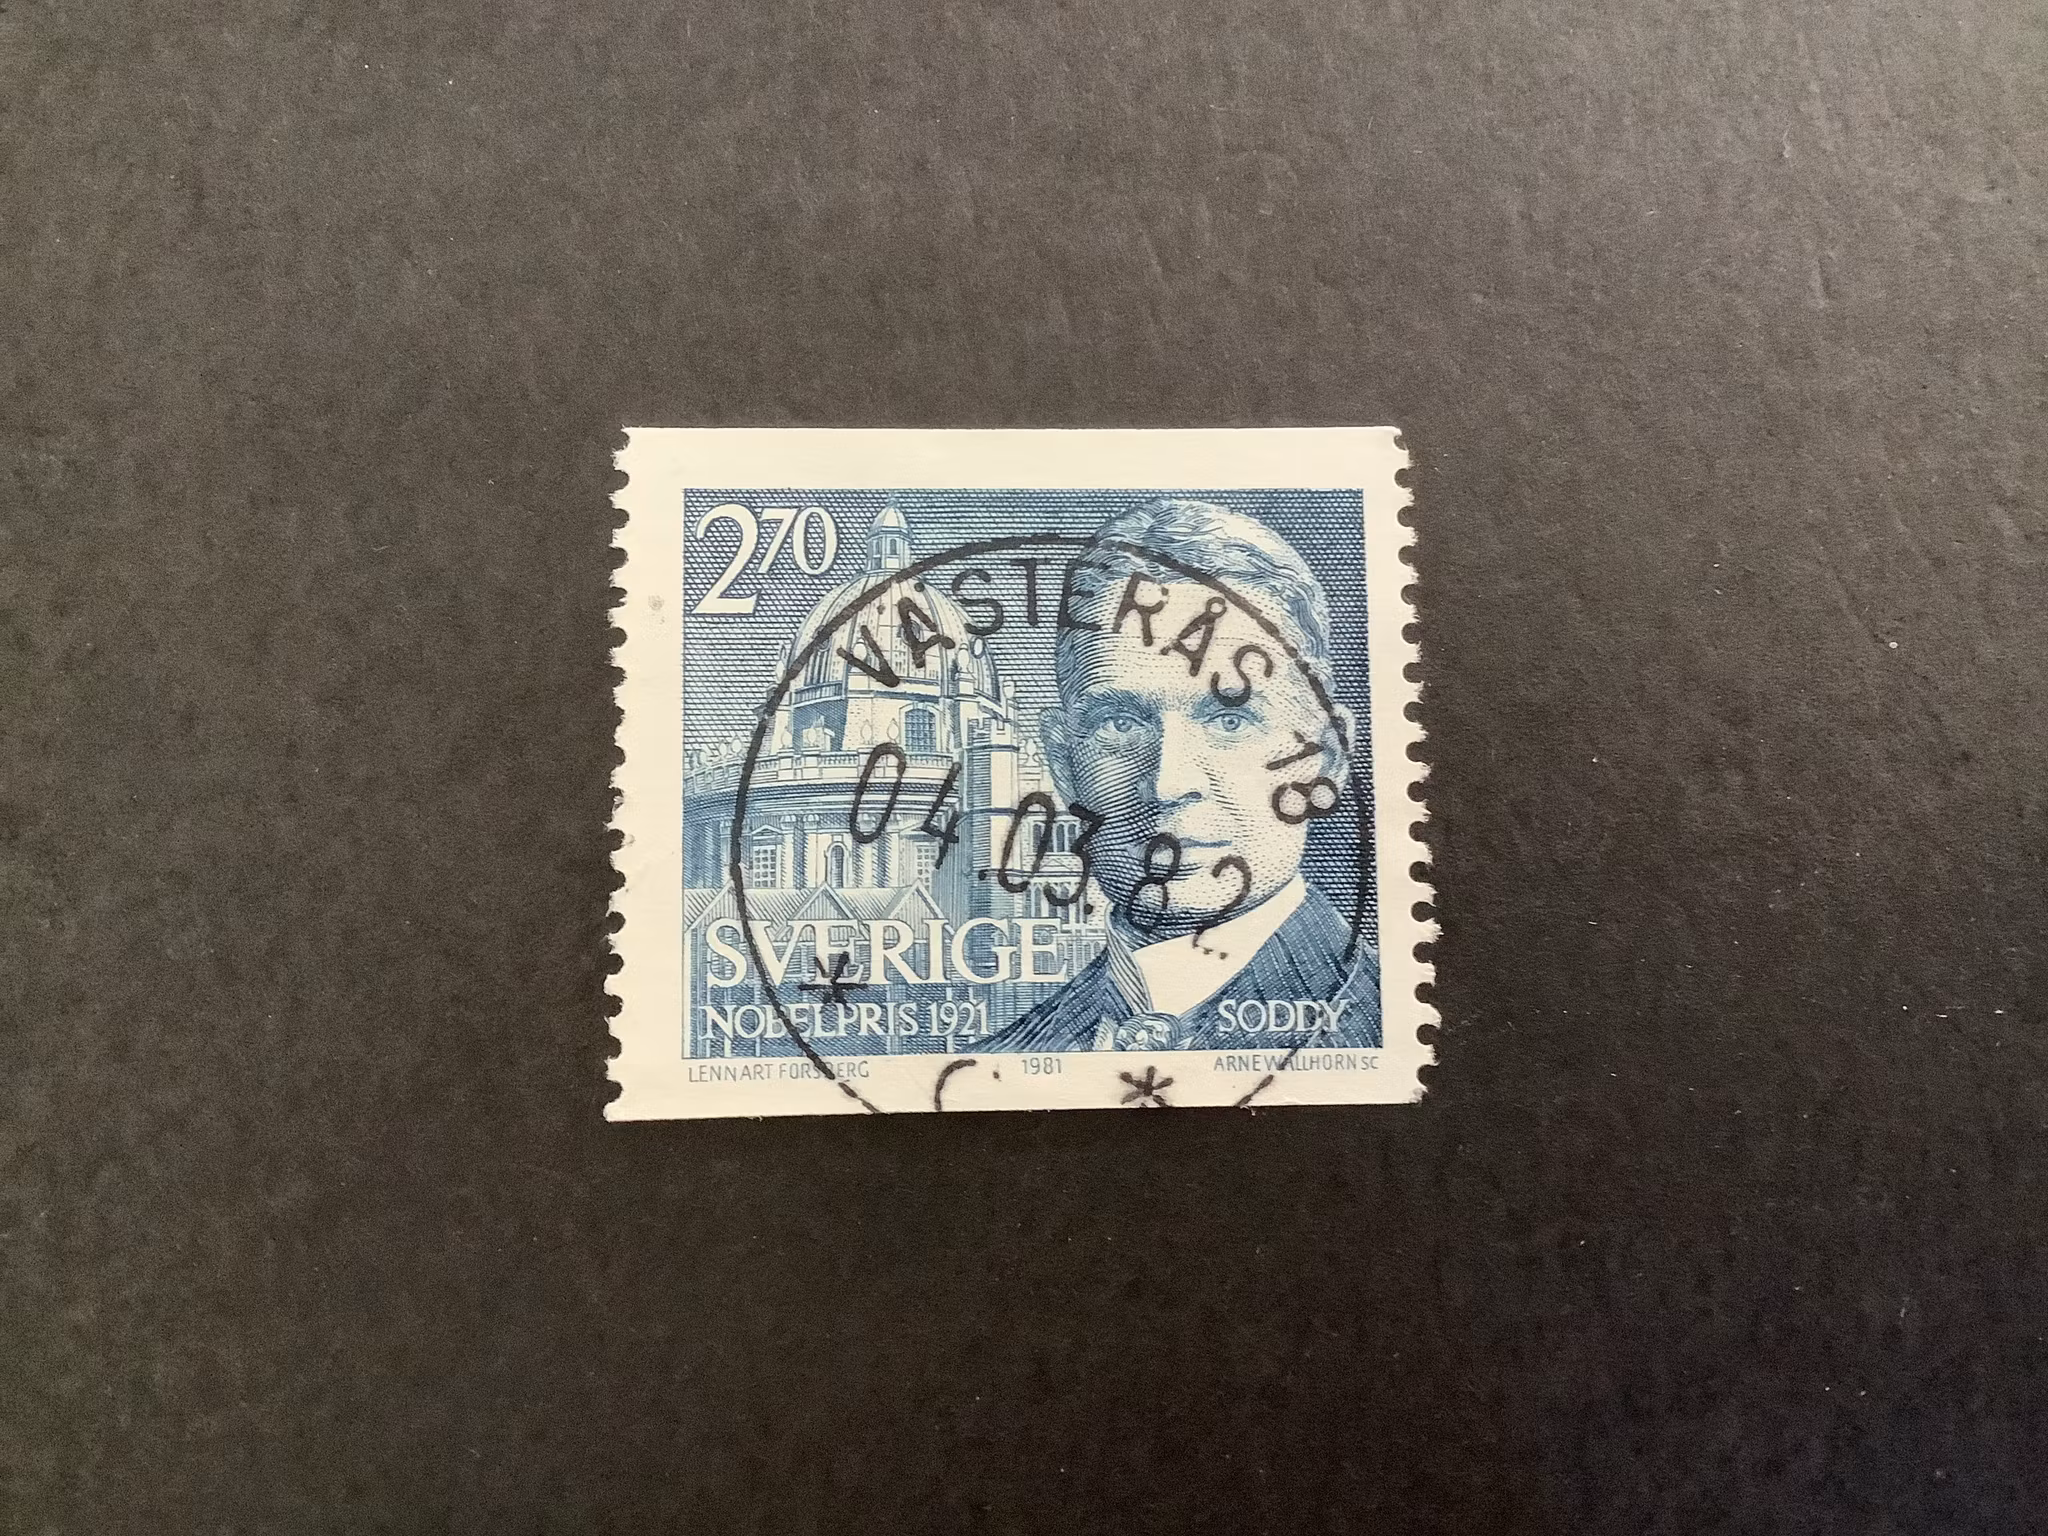 2 70
VÄSTERÅS 18
04.03.82
SVERIGE
NOBELPRIS 1921
SODDY
LENNART FORSBERG
1981
ARNE WALLHORN SC